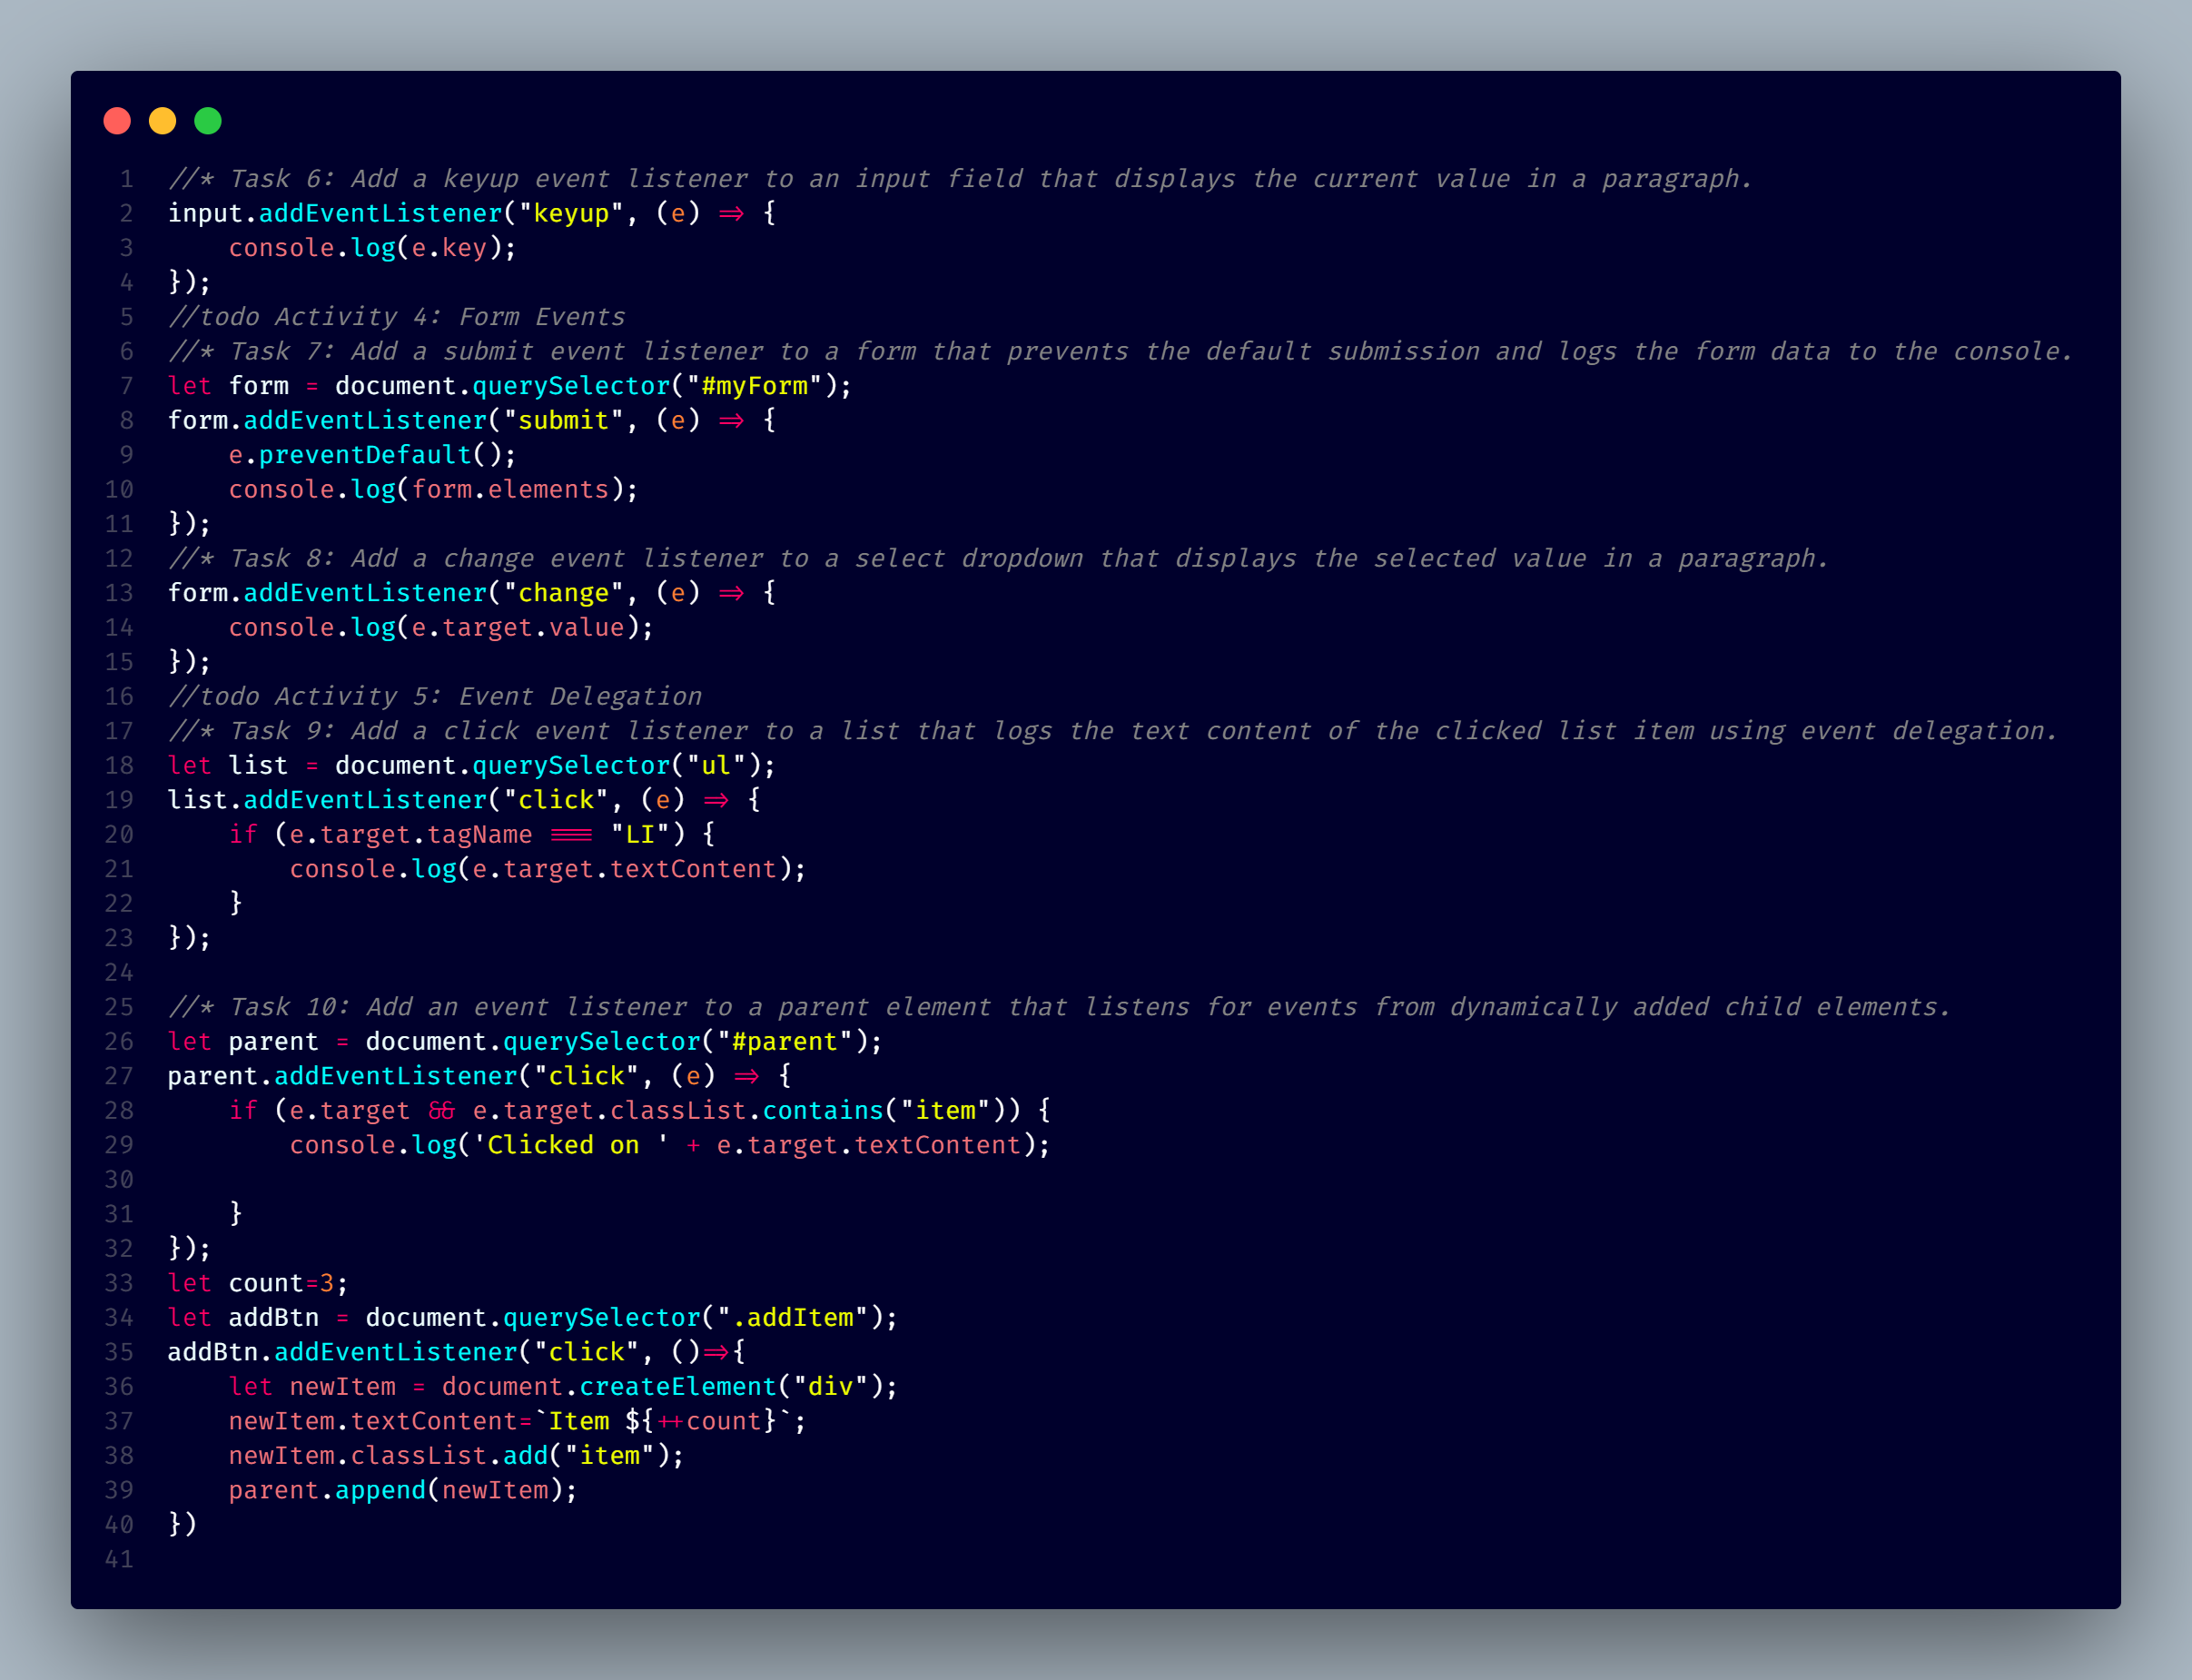 1 //* Task 6: Add a keyup event listener to an input field that displays the current value in a paragraph.
2 input.addEventListener("keyup", (e) => {
3     console.log(e.key);
4 });
5 //todo Activity 4: Form Events
6 //* Task 7: Add a submit event listener to a form that prevents the default submission and logs the form data to the console.
7 let form = document.querySelector("#myForm");
8 form.addEventListener("submit", (e) => {
9     e.preventDefault();
10     console.log(form.elements);
11 });
12 //* Task 8: Add a change event listener to a select dropdown that displays the selected value in a paragraph.
13 form.addEventListener("change", (e) => {
14     console.log(e.target.value);
15 });
16 //todo Activity 5: Event Delegation
17 //* Task 9: Add a click event listener to a list that logs the text content of the clicked list item using event delegation.
18 let list = document.querySelector("ul");
19 list.addEventListener("click", (e) => {
20     if (e.target.tagName === "LI") {
21         console.log(e.target.textContent);
22     }
23 });
24
25 //* Task 10: Add an event listener to a parent element that listens for events from dynamically added child elements.
26 let parent = document.querySelector("#parent");
27 parent.addEventListener("click", (e) => {
28     if (e.target && e.target.classList.contains("item")) {
29         console.log('Clicked on ' + e.target.textContent);
30
31     }
32 });
33 let count=3;
34 let addBtn = document.querySelector(".addItem");
35 addBtn.addEventListener("click", ()=>{
36     let newItem = document.createElement("div");
37     newItem.textContent=`Item ${++count}`;
38     newItem.classList.add("item");
39     parent.append(newItem);
40 })
41